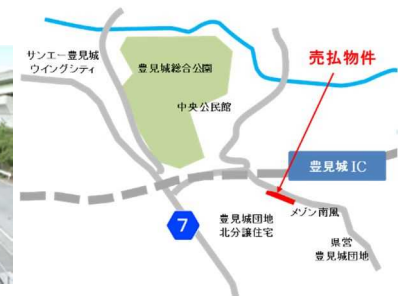 売払物件
サンエー豊見城
ウイングシティ
豊見城総合公園
中央公民館
豊見城 IC
7
メゾン南風
豊見城団地
北分譲住宅
県営
豊見城団地